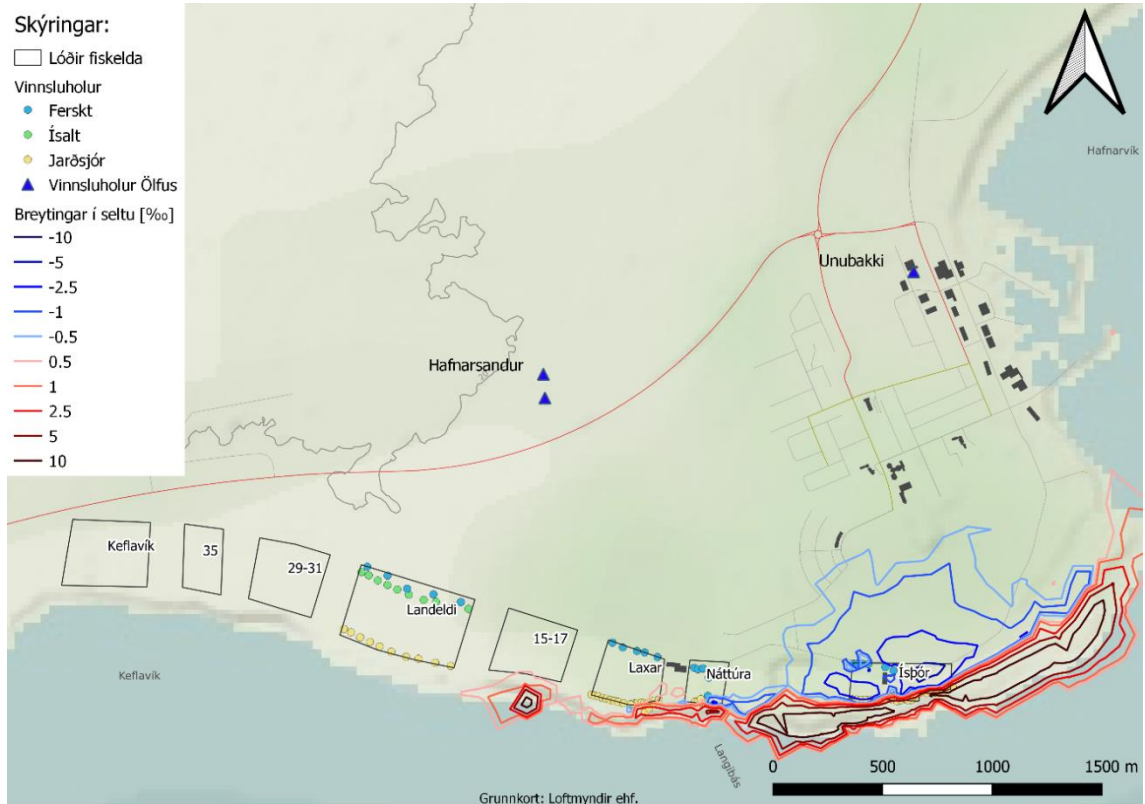 Skýringar:
Lóðir fiskelda
Vinnsluholur
Ferskt
Ísalt
Jarðsjór
Vinnsluholur Ölfus
Breytingar í seltu [‰]
-10
-5
-2.5
-1
-0.5
0.5
1
2.5
5
10
Hafnarvík
Unubakki
Hafnarsandur
Keflavík
35
29-31
Landeldi
15-17
Laxar
Náttúra
Ísþór
Keflavík
Langibás
0 500 1000 1500 m
Grunnkort: Loftmyndir ehf.